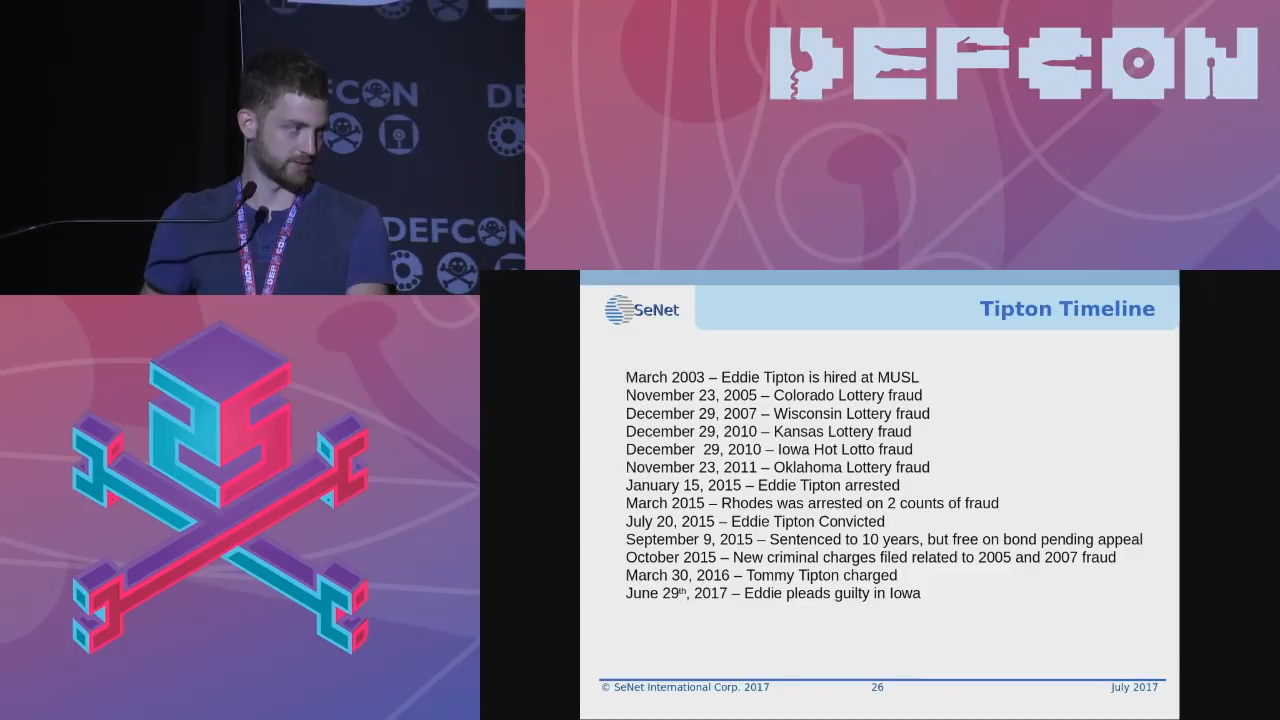 DEFCON
FCON
DE
DEFCON
DEF CON
SeNet
Tipton Timeline
March 2003 – Eddie Tipton is hired at MUSL
November 23, 2005 – Colorado Lottery fraud
December 29, 2007 – Wisconsin Lottery fraud
December 29, 2010 – Kansas Lottery fraud
December  29, 2010 – Iowa Hot Lotto fraud
November 23, 2011 – Oklahoma Lottery fraud
January 15, 2015 – Eddie Tipton arrested
March 2015 – Rhodes was arrested on 2 counts of fraud
July 20, 2015 – Eddie Tipton Convicted
September 9, 2015 – Sentenced to 10 years, but free on bond pending appeal
October 2015 – New criminal charges filed related to 2005 and 2007 fraud
March 30, 2016 – Tommy Tipton charged
June 29th, 2017 – Eddie pleads guilty in Iowa
© SeNet International Corp. 2017 26 July 2017